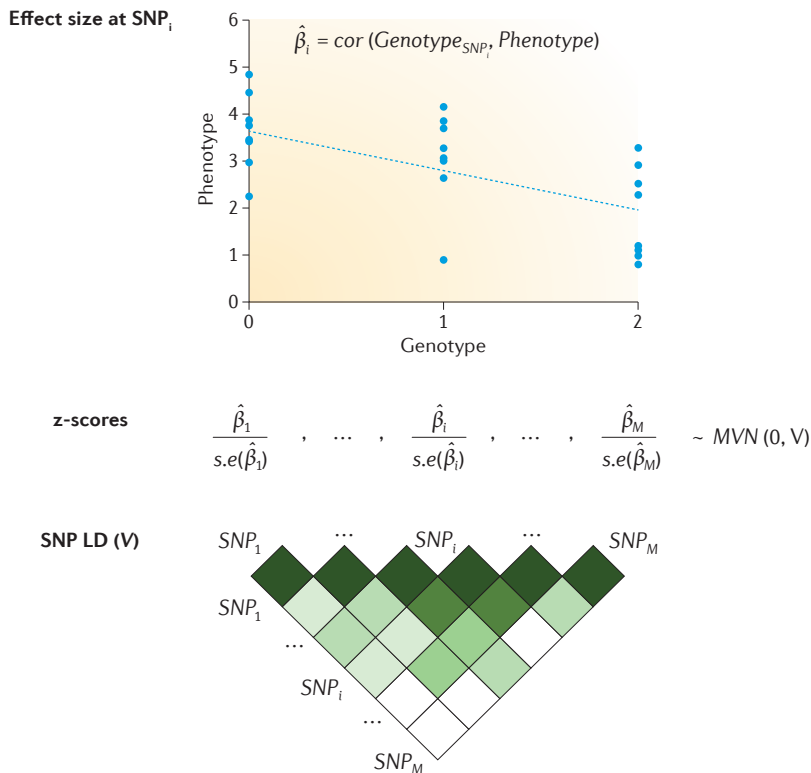 Effect size at SNPᵢ
β̂ᵢ = cor (Genotype_SNPᵢ, Phenotype)
6
5
4
3
2
1
0
Phenotype
0 1 2
Genotype
z-scores
β̂₁ / s.e(β̂₁) , ... , β̂ᵢ / s.e(β̂ᵢ) , ... , β̂_M / s.e(β̂_M) ~ MVN (0, V)
SNP LD (V)
SNP₁ ... SNPᵢ ... SNP_M
SNP₁
...
SNPᵢ
...
SNP_M